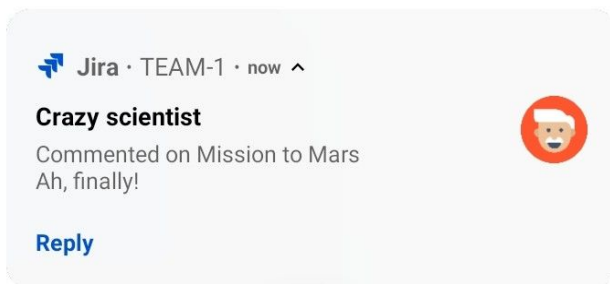 Jira · TEAM-1 · now
Crazy scientist
Commented on Mission to Mars
Ah, finally!
Reply